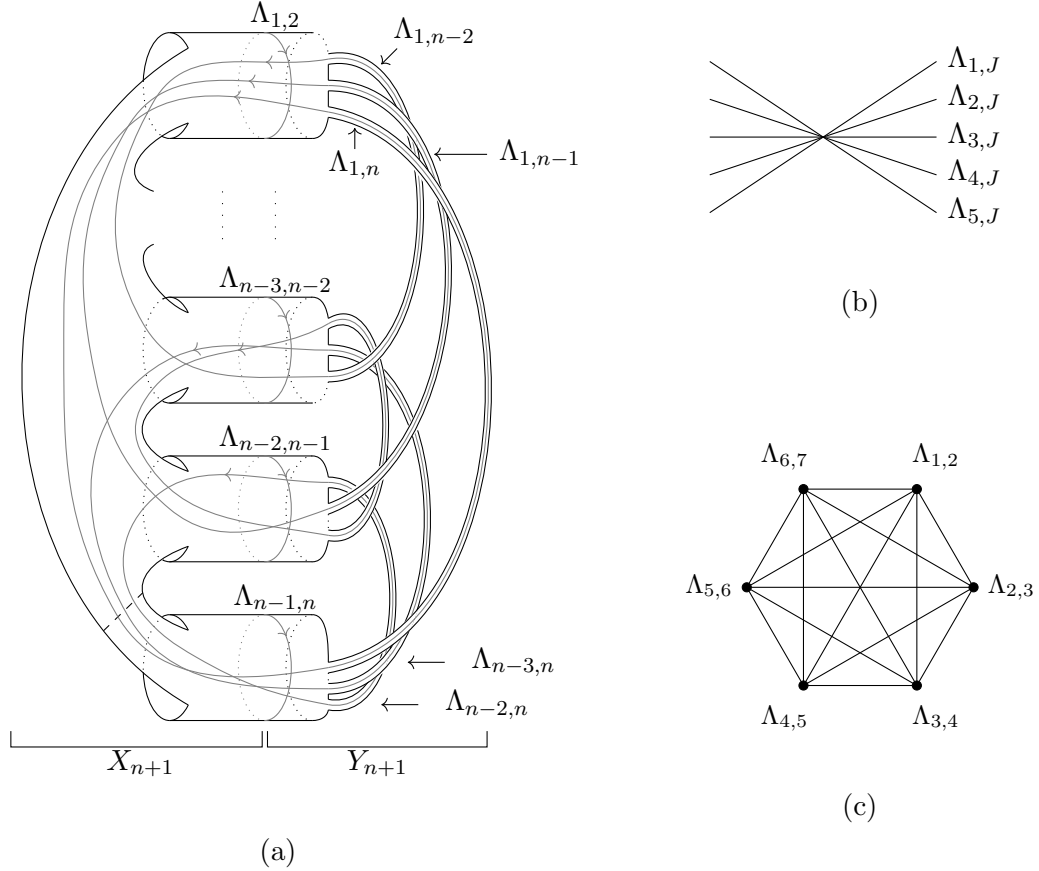 Λ1,2
Λ1,n−2
Λ1,n−1
Λ1,n
Λn−3,n−2
Λn−2,n−1
Λn−1,n
Λn−3,n
Λn−2,n
Xn+1
Yn+1
(a)
Λ1,J
Λ2,J
Λ3,J
Λ4,J
Λ5,J
(b)
Λ6,7
Λ1,2
Λ5,6
Λ2,3
Λ4,5
Λ3,4
(c)